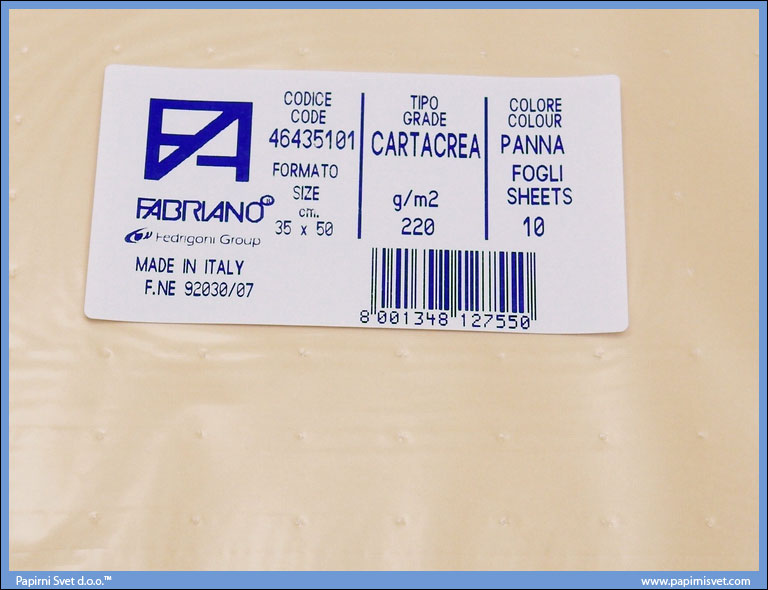 FABRIANO®
Fedrigoni Group
MADE IN ITALY
F.NE 92030/07
CODICE
CODE
46435101
FORMATO
SIZE
cm.
35 x 50
TIPO
GRADE
CARTACREA
g/m2
220
COLORE
COLOUR
PANNA
FOGLI
SHEETS
10
8 001348 127550
Papirni Svet d.o.o.™
www.papirnisvet.com